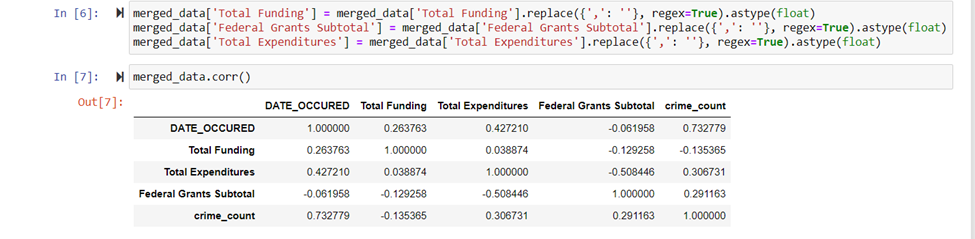 In [6]: merged_data['Total Funding'] = merged_data['Total Funding'].replace({',': ''}, regex=True).astype(float)
merged_data['Federal Grants Subtotal'] = merged_data['Federal Grants Subtotal'].replace({',': ''}, regex=True).astype(float)
merged_data['Total Expenditures'] = merged_data['Total Expenditures'].replace({',': ''}, regex=True).astype(float)
In [7]: merged_data.corr()
Out[7]:
DATE_OCCURED Total Funding Total Expenditures Federal Grants Subtotal crime_count
DATE_OCCURED 1.000000 0.263763 0.427210 -0.061958 0.732779
Total Funding 0.263763 1.000000 0.038874 -0.129258 -0.135365
Total Expenditures 0.427210 0.038874 1.000000 -0.508446 0.306731
Federal Grants Subtotal -0.061958 -0.129258 -0.508446 1.000000 0.291163
crime_count 0.732779 -0.135365 0.306731 0.291163 1.000000